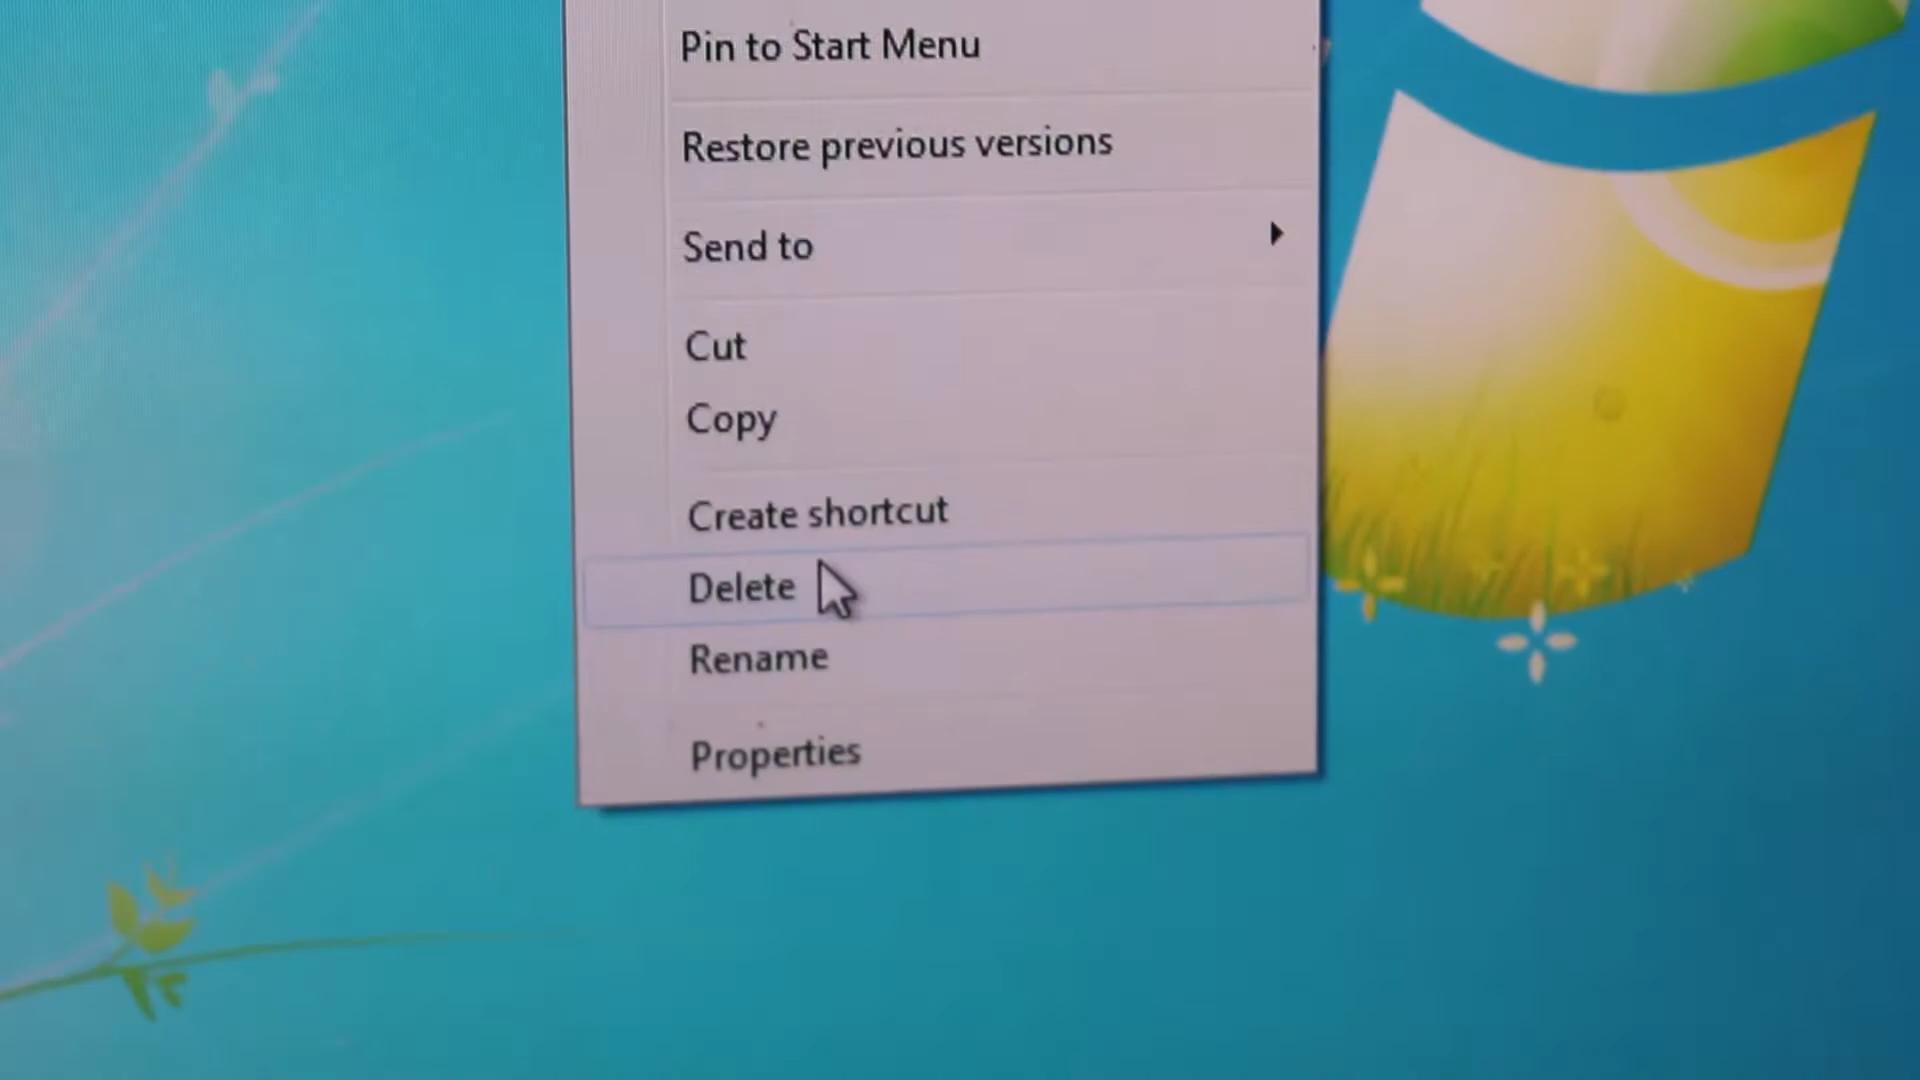 Pin to Start Menu
Restore previous versions
Send to
Cut
Copy
Create shortcut
Delete
Rename
Properties